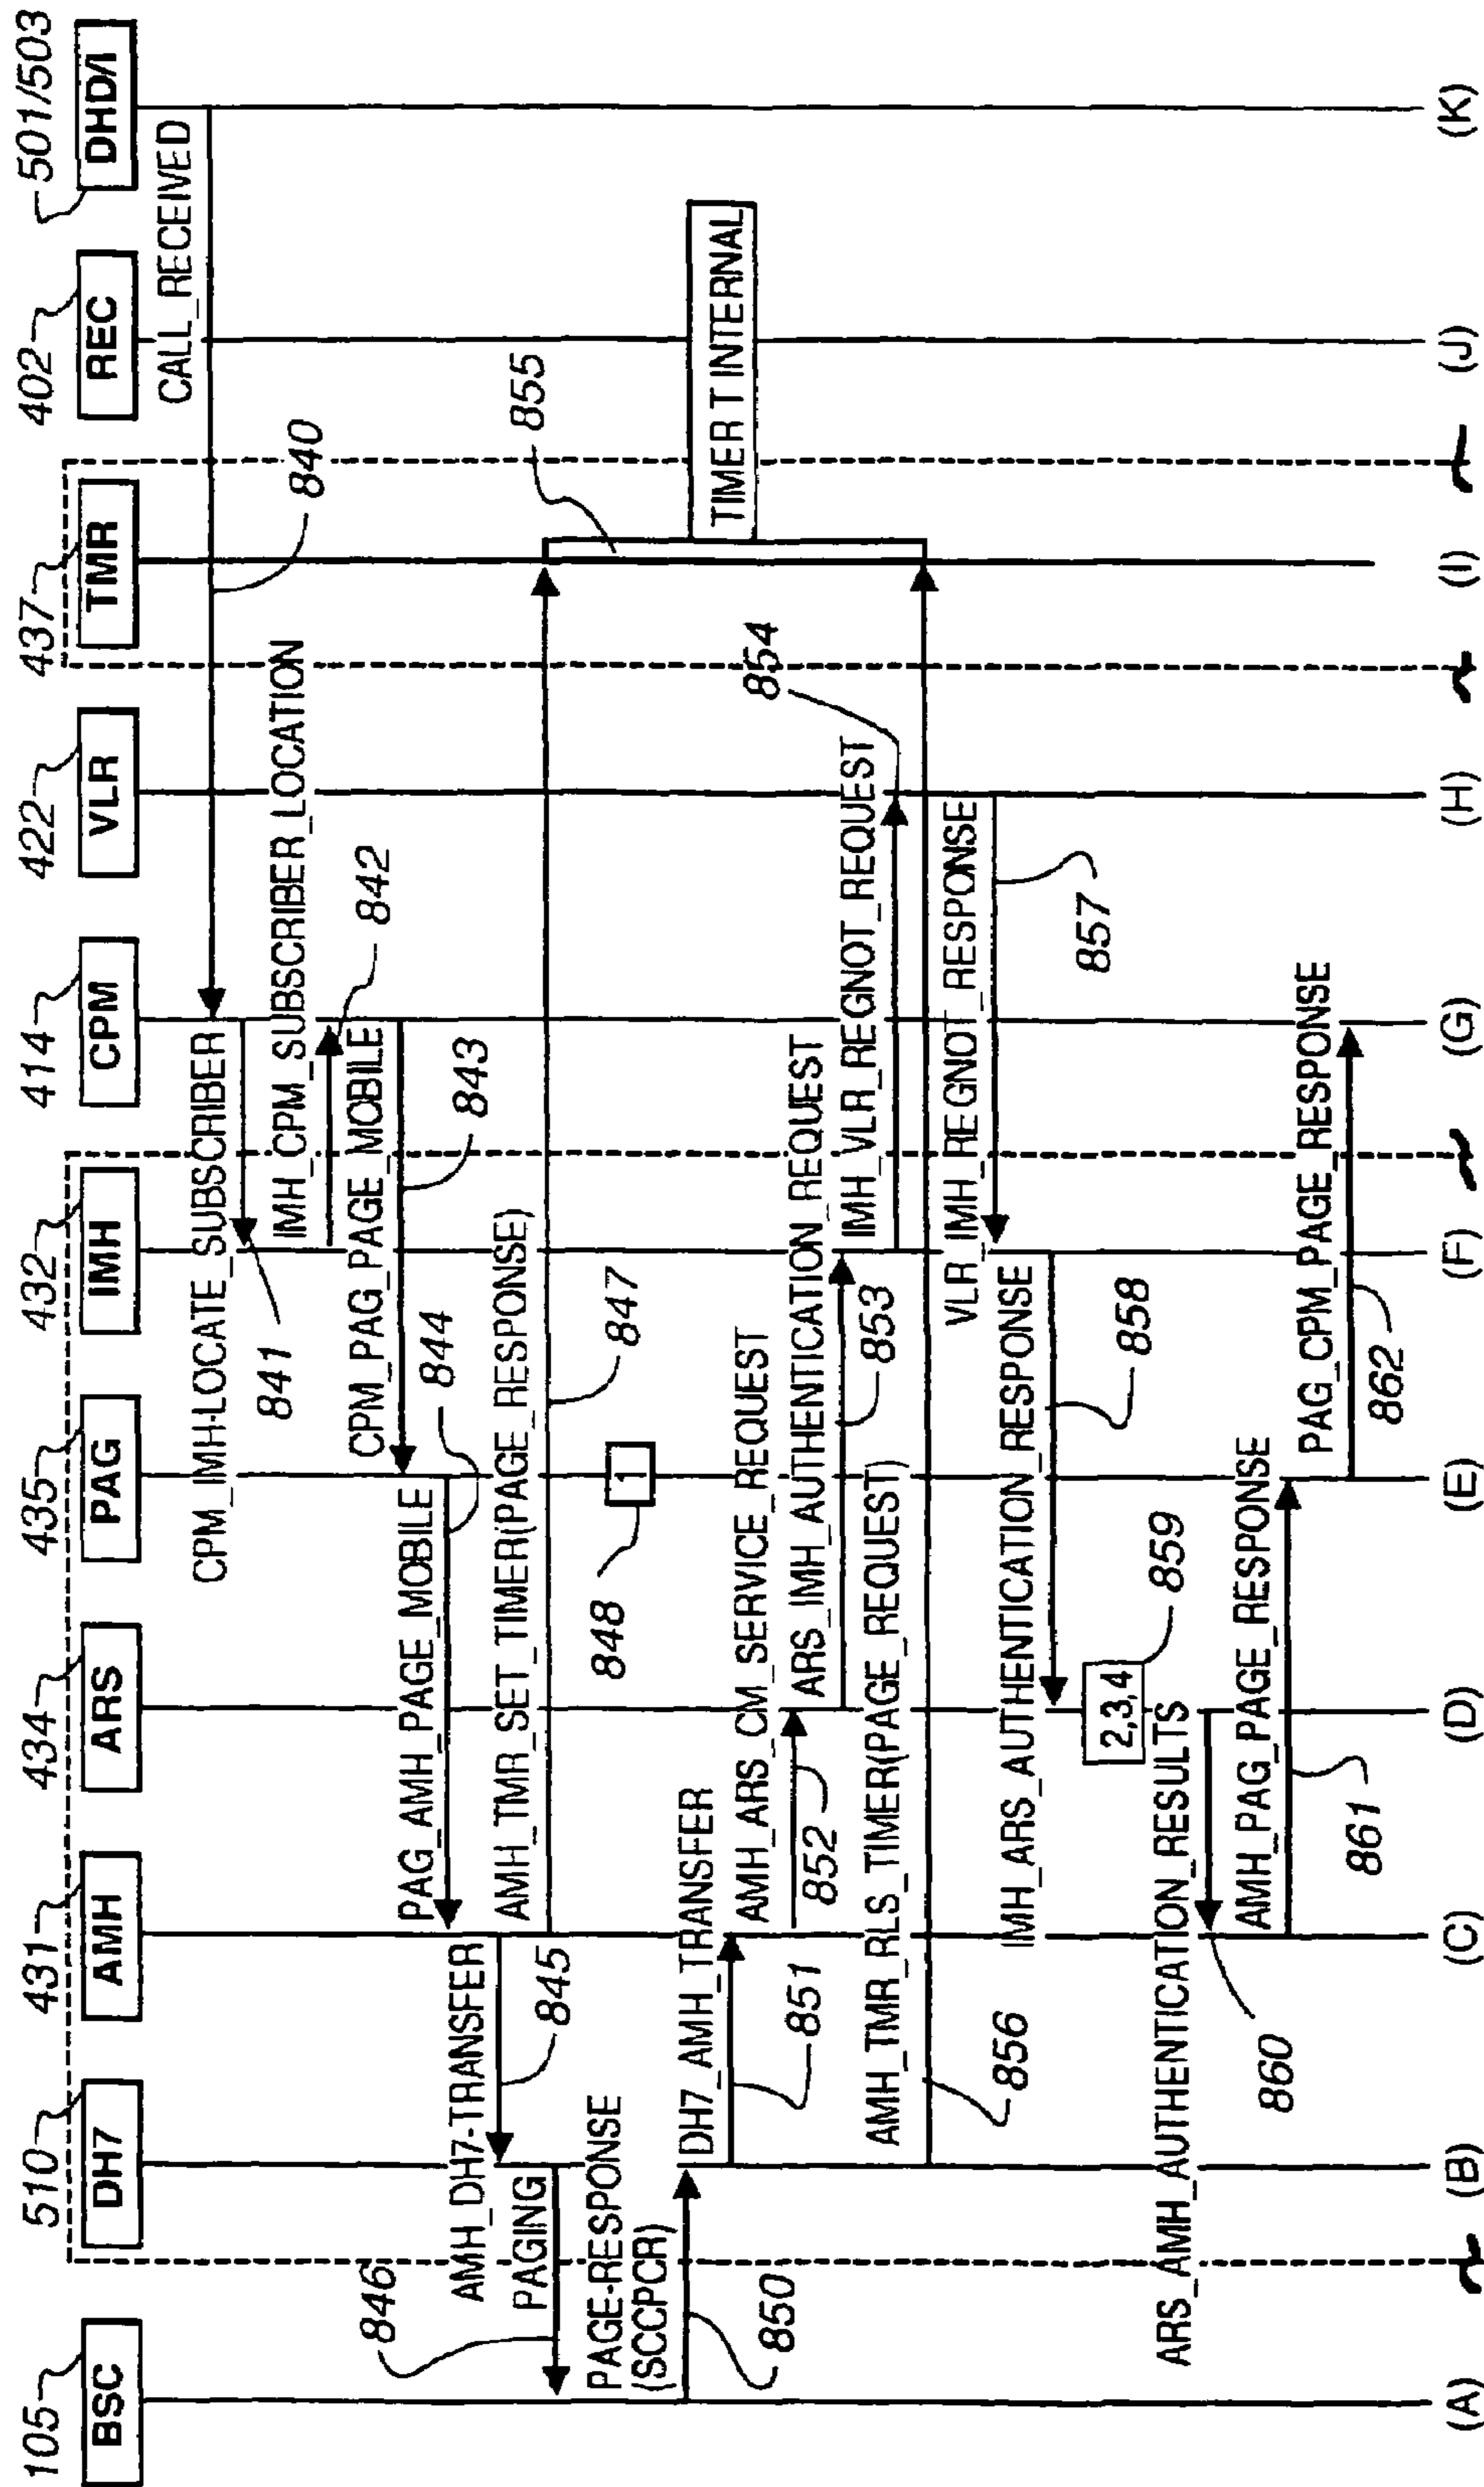 105
BSC
510
DH7
431
AMH
434
ARS
435
PAG
432
IMH
414
CPM
422
VLR
437
TMR
402
REC
501/503
DHD/I
CALL_RECEIVED
840
CPM_IMH-LOCATE_SUBSCRIBER
841
IMH_CPM_SUBSCRIBER_LOCATION
842
CPM_PAG_PAGE_MOBILE
843
PAG_AMH_PAGE_MOBILE
844
AMH_DH7-TRANSFER
845
PAGING
846
AMH_TMR_SET_TIMER(PAGE_RESPONSE)
847
1
848
855
TIMER T INTERNAL
PAGE-RESPONSE
(SCCPCR)
850
DH7_AMH_TRANSFER
851
AMH_ARS_CM_SERVICE_REQUEST
852
ARS_IMH_AUTHENTICATION_REQUEST
853
IMH_VLR_REGNOT_REQUEST
854
AMH_TMR_RLS_TIMER(PAGE_REQUEST)
856
VLR_IMH_REGNOT_RESPONSE
857
IMH_ARS_AUTHENTICATION_RESPONSE
858
2,3,4
859
ARS_AMH_AUTHENTICATION_RESULTS
860
AMH_PAG_PAGE_RESPONSE
861
PAG_CPM_PAGE_RESPONSE
862
(A)
(B)
(C)
(D)
(E)
(F)
(G)
(H)
(I)
(J)
(K)